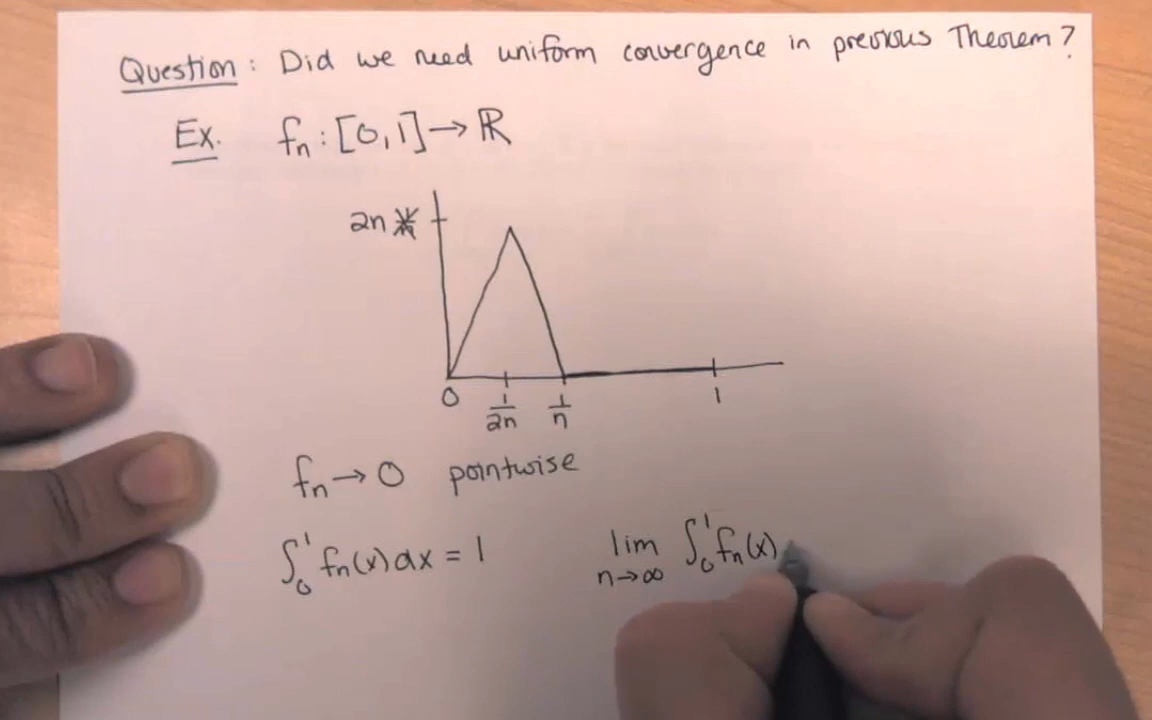 Question: Did we need uniform convergence in previous Theorem?
Ex. fn : [0,1] → ℝ
2n
0 1/2n 1/n 1
fn → 0 pointwise
∫₀¹ fn(x) dx = 1 lim n→∞ ∫₀¹ fn(x)